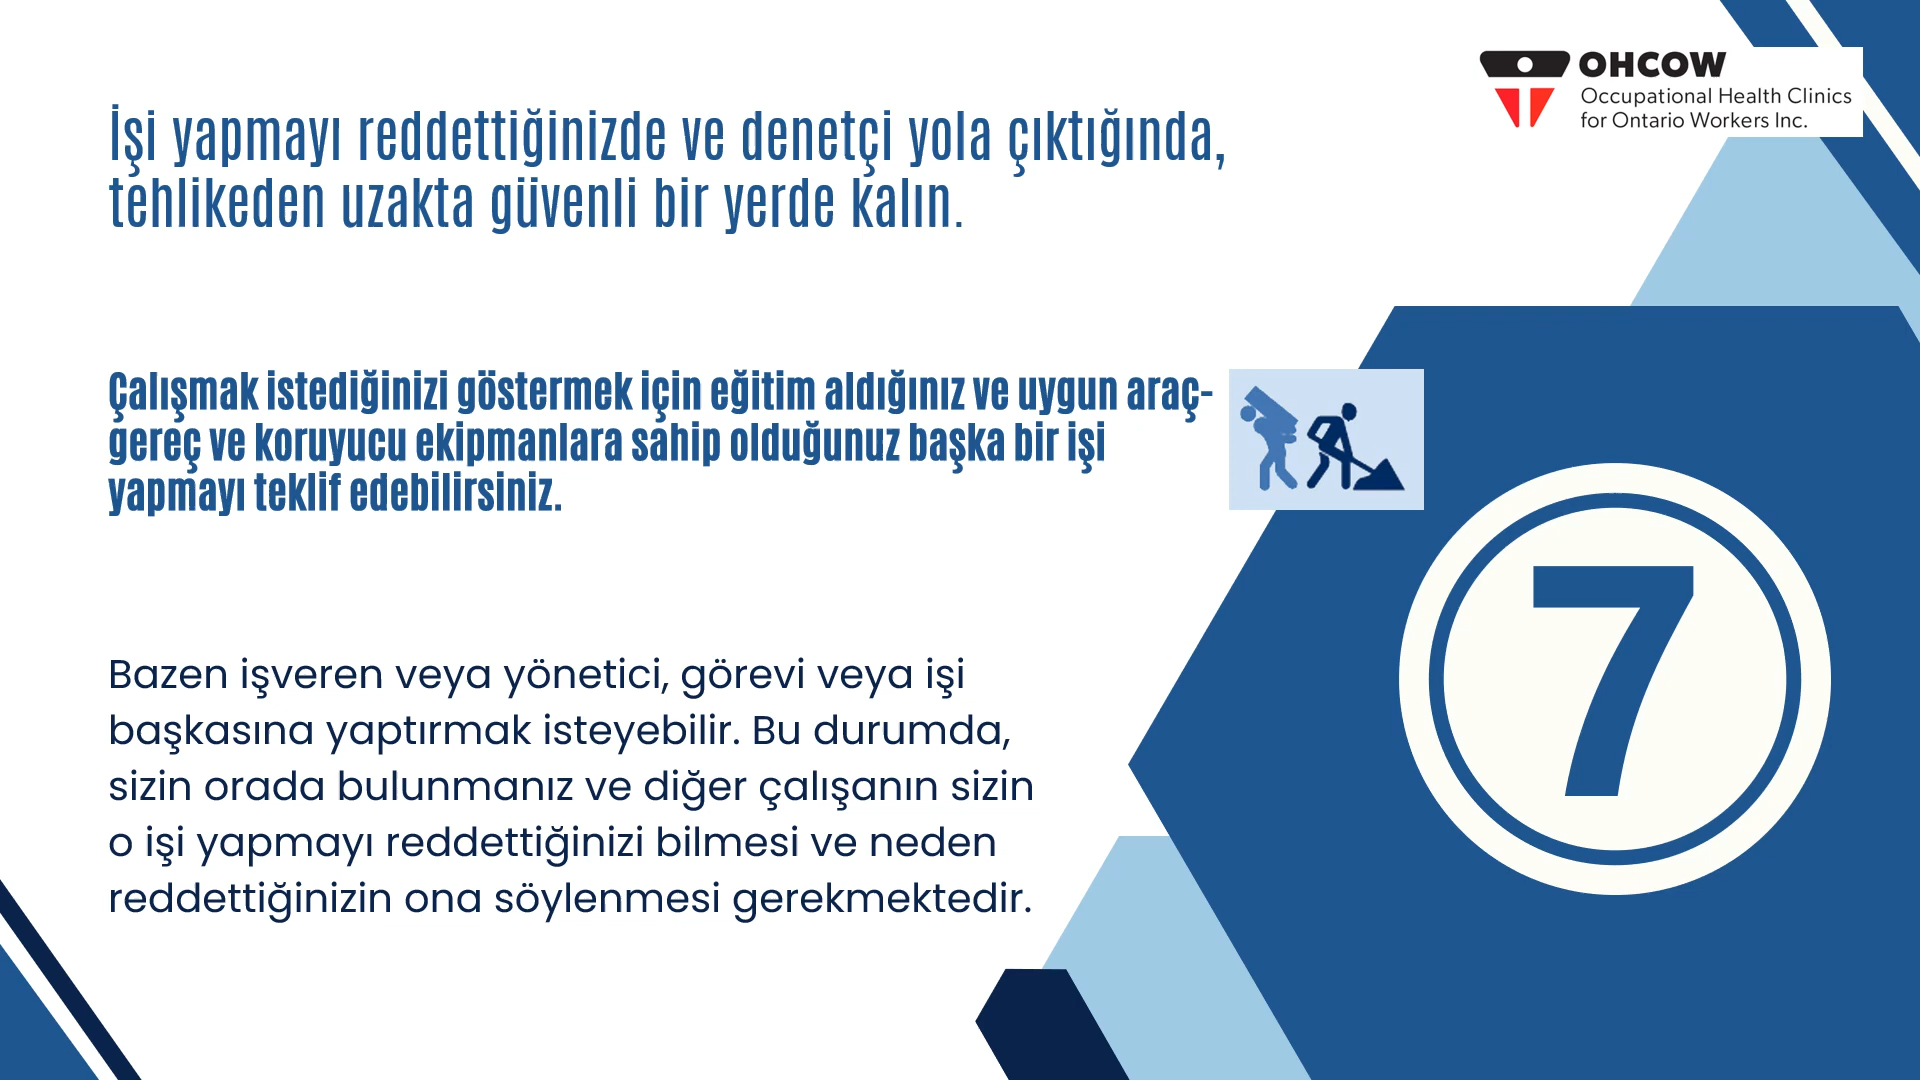 OHCOW
Occupational Health Clinics
for Ontario Workers Inc.
İşi yapmayı reddettiğinizde ve denetçi yola çıktığında,
tehlikeden uzakta güvenli bir yerde kalın.
Çalışmak istediğinizi göstermek için eğitim aldığınız ve uygun araç-
gereç ve koruyucu ekipmanlara sahip olduğunuz başka bir işi
yapmayı teklif edebilirsiniz.
7
Bazen işveren veya yönetici, görevi veya işi
başkasına yaptırmak isteyebilir. Bu durumda,
sizin orada bulunmanız ve diğer çalışanın sizin
o işi yapmayı reddettiğinizi bilmesi ve neden
reddettiğinizin ona söylenmesi gerekmektedir.